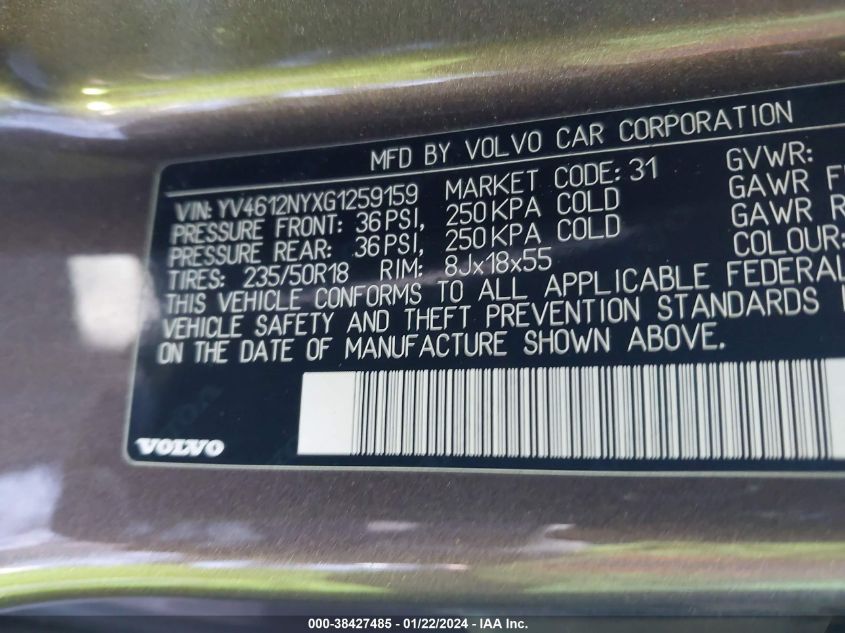 MFD BY VOLVO CAR CORPORATION
VIN: YV4612NYXG1259159 MARKET CODE: 31 GVWR:
PRESSURE FRONT: 36 PSI, 250 KPA COLD GAWR F
PRESSURE REAR: 36 PSI, 250 KPA COLD GAWR R
TIRES: 235/50R18 RIM: 8Jx18x55 COLOUR:
THIS VEHICLE CONFORMS TO ALL APPLICABLE FEDERAL
VEHICLE SAFETY AND THEFT PREVENTION STANDARDS
ON THE DATE OF MANUFACTURE SHOWN ABOVE.
VOLVO
000-38427485 - 01/22/2024 - IAA Inc.